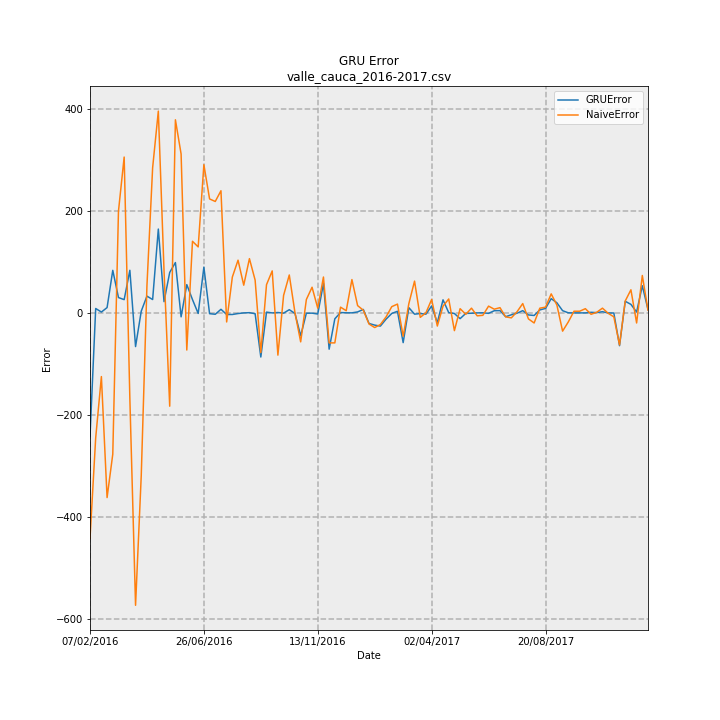 GRU Error
valle_cauca_2016-2017.csv
GRUError
NaiveError
400
200
0
−200
−400
−600
Error
07/02/2016
26/06/2016
13/11/2016
02/04/2017
20/08/2017
Date